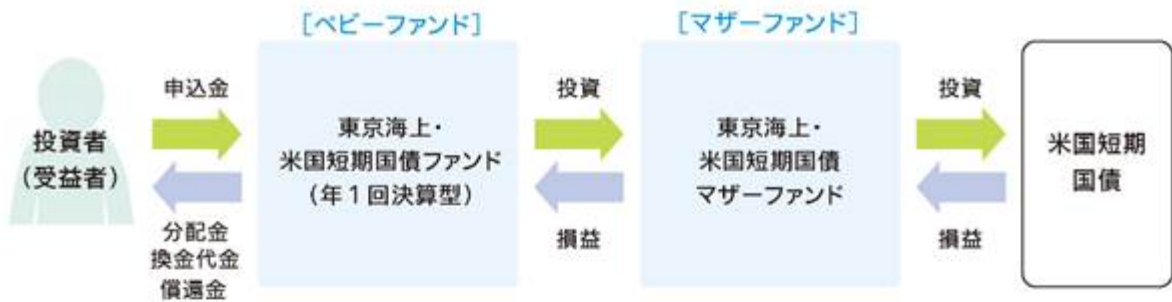 [ベビーファンド]
[マザーファンド]
投資者
(受益者)
申込金
分配金
換金代金
償還金
東京海上・
米国短期国債ファンド
(年1回決算型)
投資
損益
東京海上・
米国短期国債
マザーファンド
投資
損益
米国短期
国債